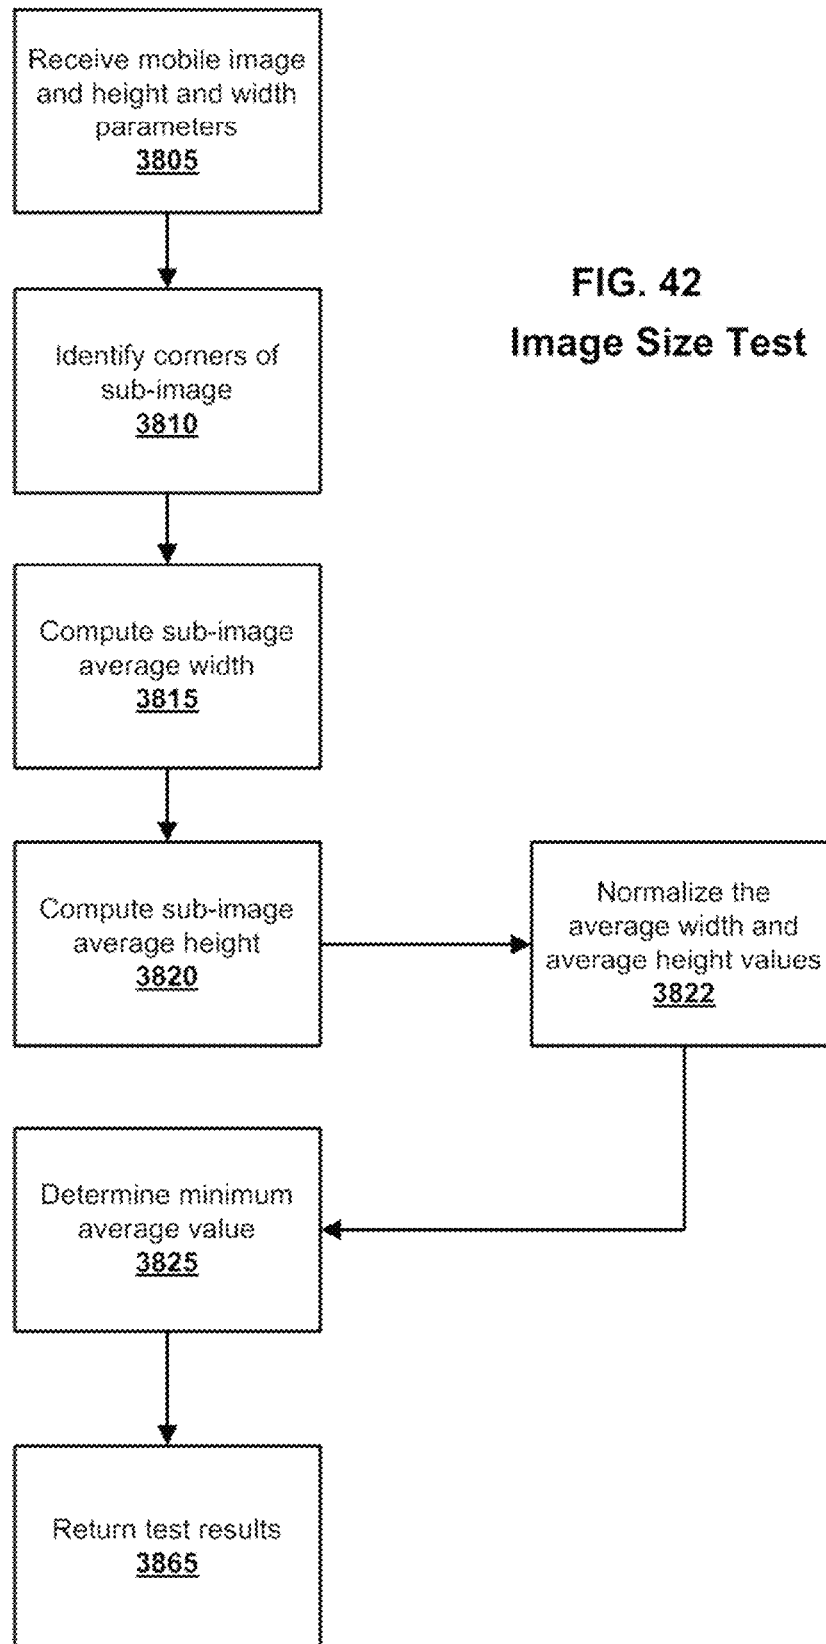 Receive mobile image
and height and width
parameters
3805
FIG. 42
Image Size Test
Identify corners of
sub-image
3810
Compute sub-image
average width
3815
Compute sub-image
average height
3820
Normalize the
average width and
average height values
3822
Determine minimum
average value
3825
Return test results
3865